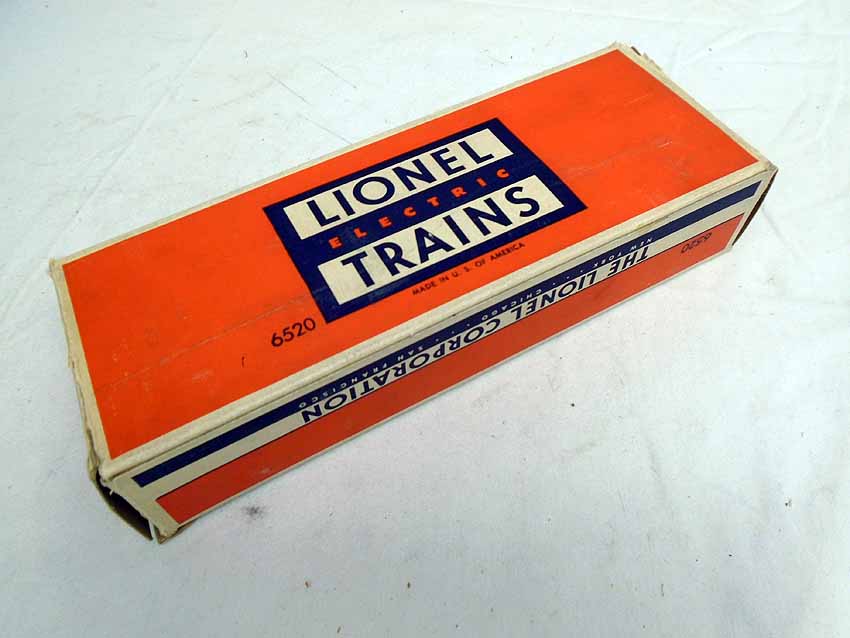 LIONEL
ELECTRIC
TRAINS
MADE IN U. S. OF AMERICA
6520
6520
THE LIONEL CORPORATION
NEW YORK . . . CHICAGO . . . SAN FRANCISCO